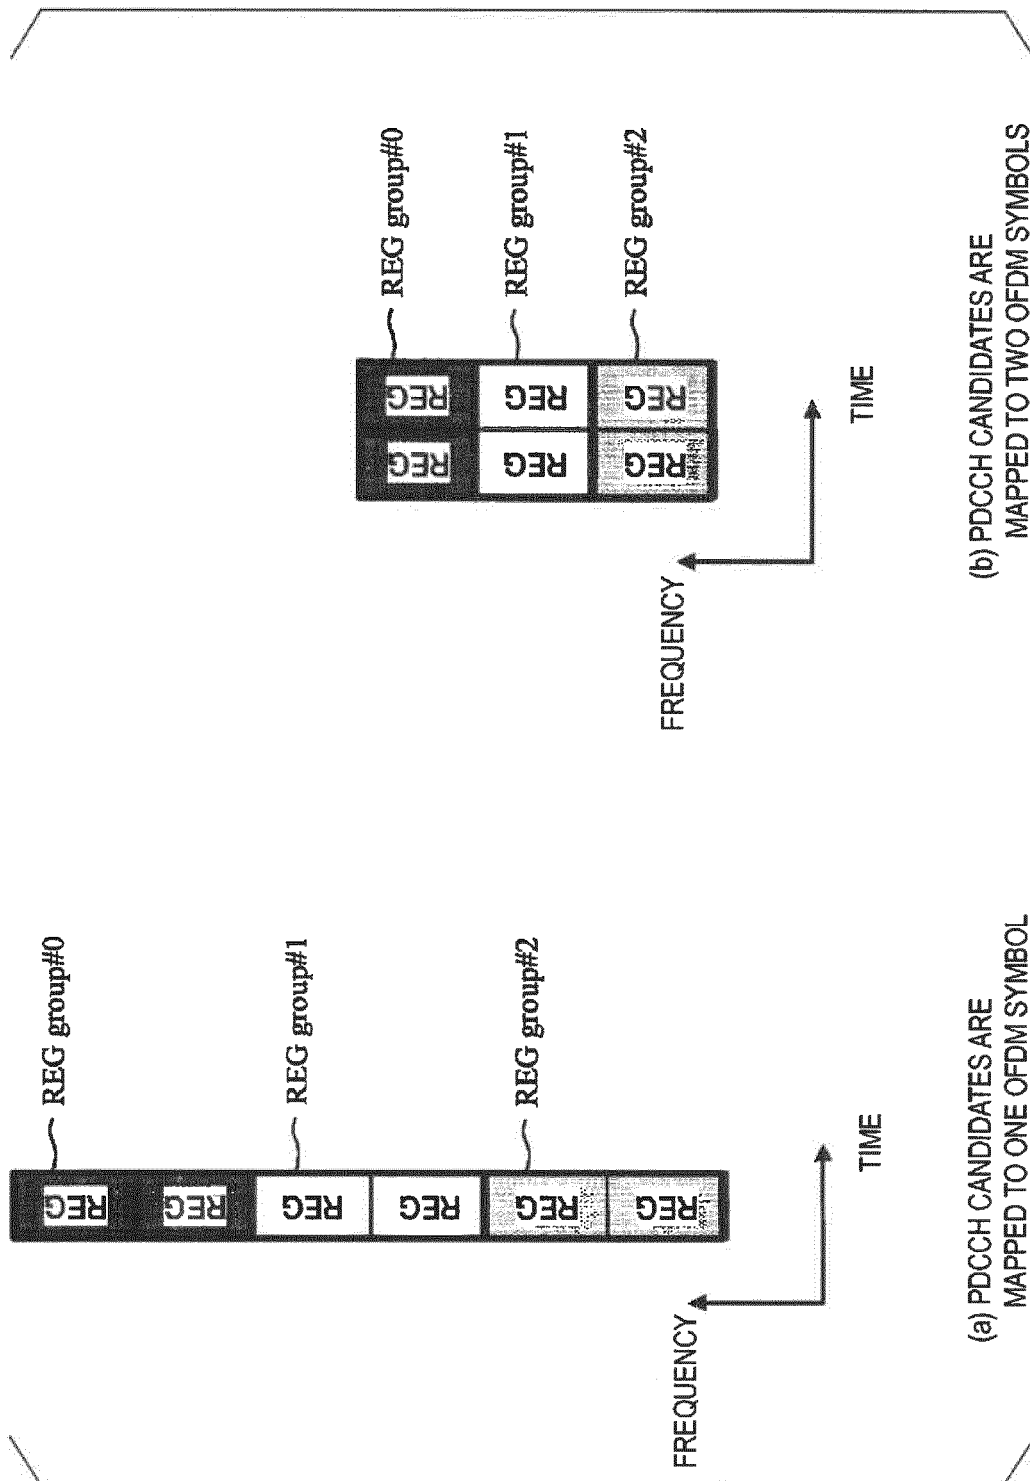 REG group#0
REG group#1
REG group#2
REG
REG
REG
REG
REG
REG
FREQUENCY
TIME
(a) PDCCH CANDIDATES ARE
MAPPED TO ONE OFDM SYMBOL
REG group#0
REG group#1
REG group#2
REG REG
REG REG
REG REG
FREQUENCY
TIME
(b) PDCCH CANDIDATES ARE
MAPPED TO TWO OFDM SYMBOLS